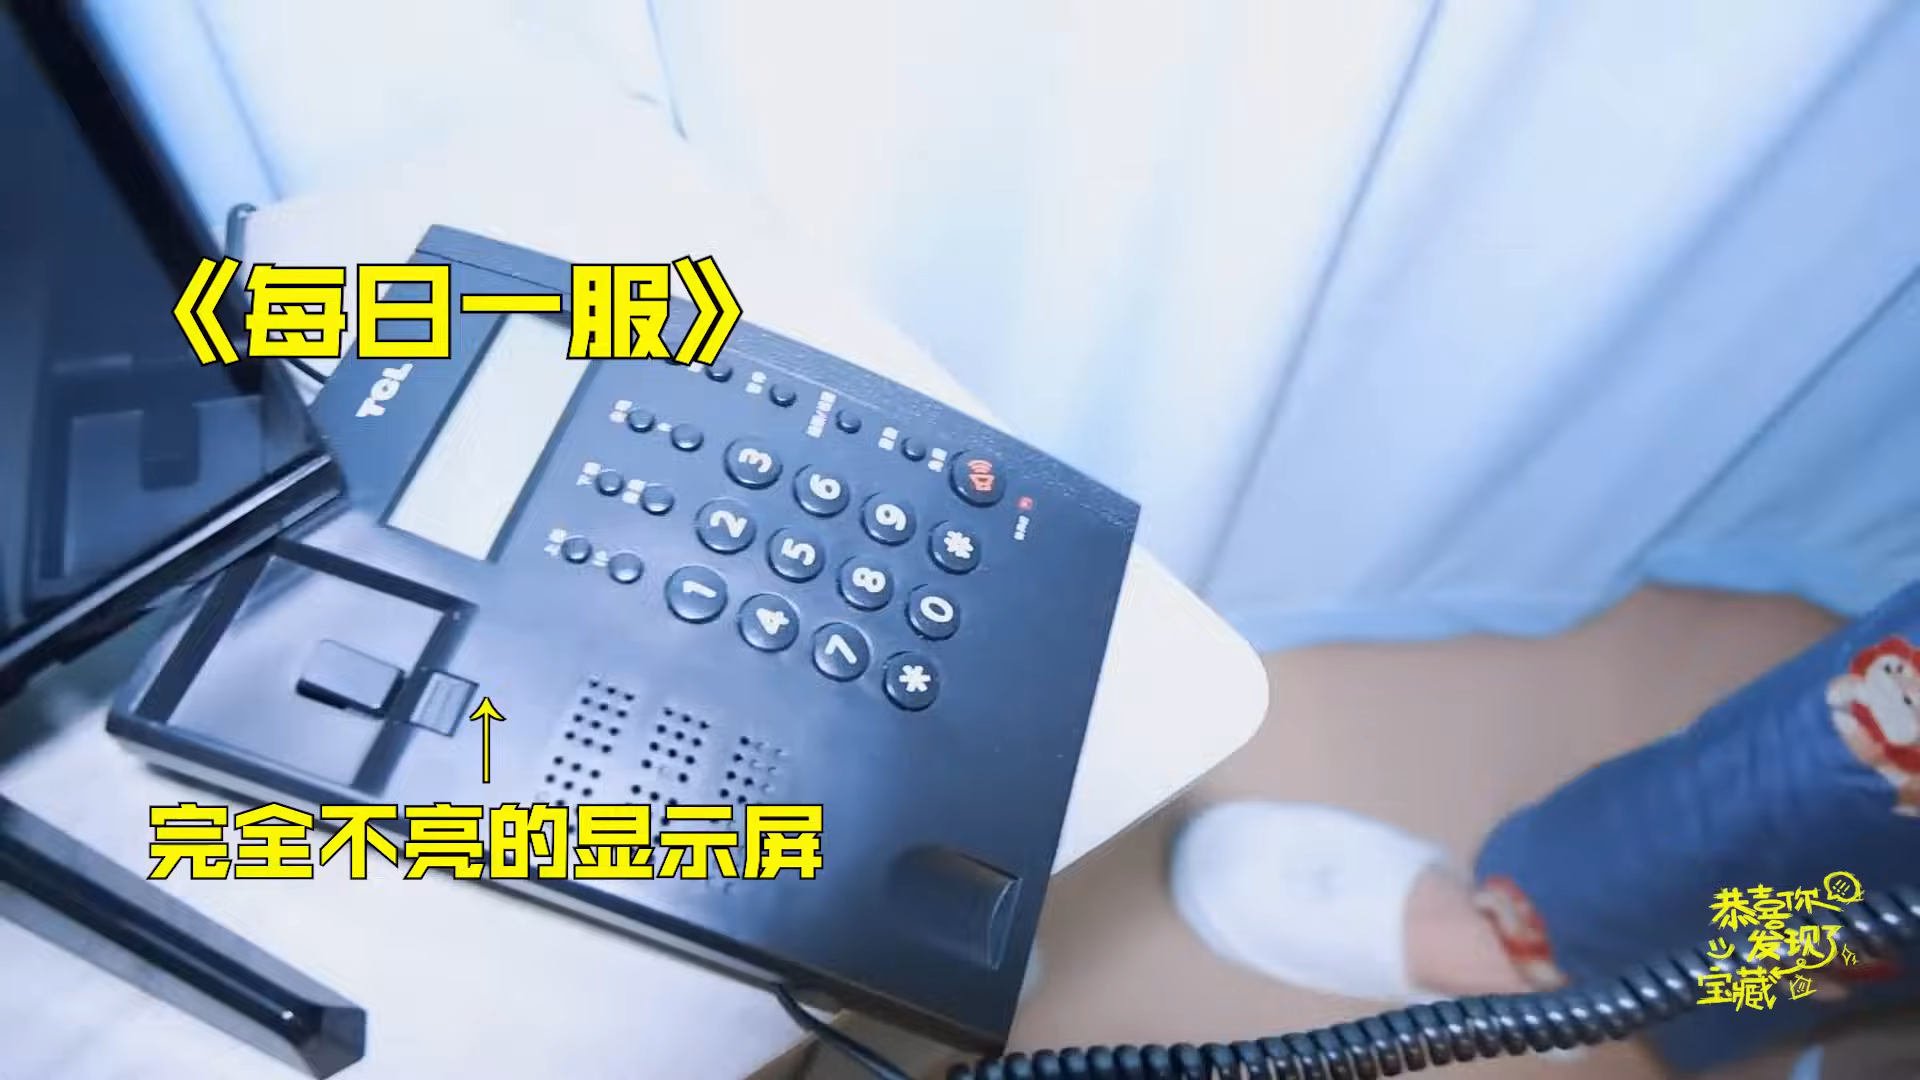 《每日一服》
TCL
3 6 9 *
2 5 8 0
1 4 7 *
完全不亮的显示屏
恭喜你
发现了
宝藏